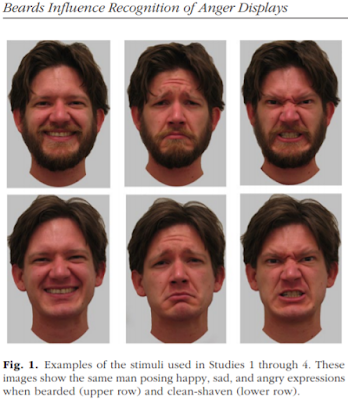 Beards Influence Recognition of Anger Displays
Fig. 1. Examples of the stimuli used in Studies 1 through 4. These
images show the same man posing happy, sad, and angry expressions
when bearded (upper row) and clean-shaven (lower row).